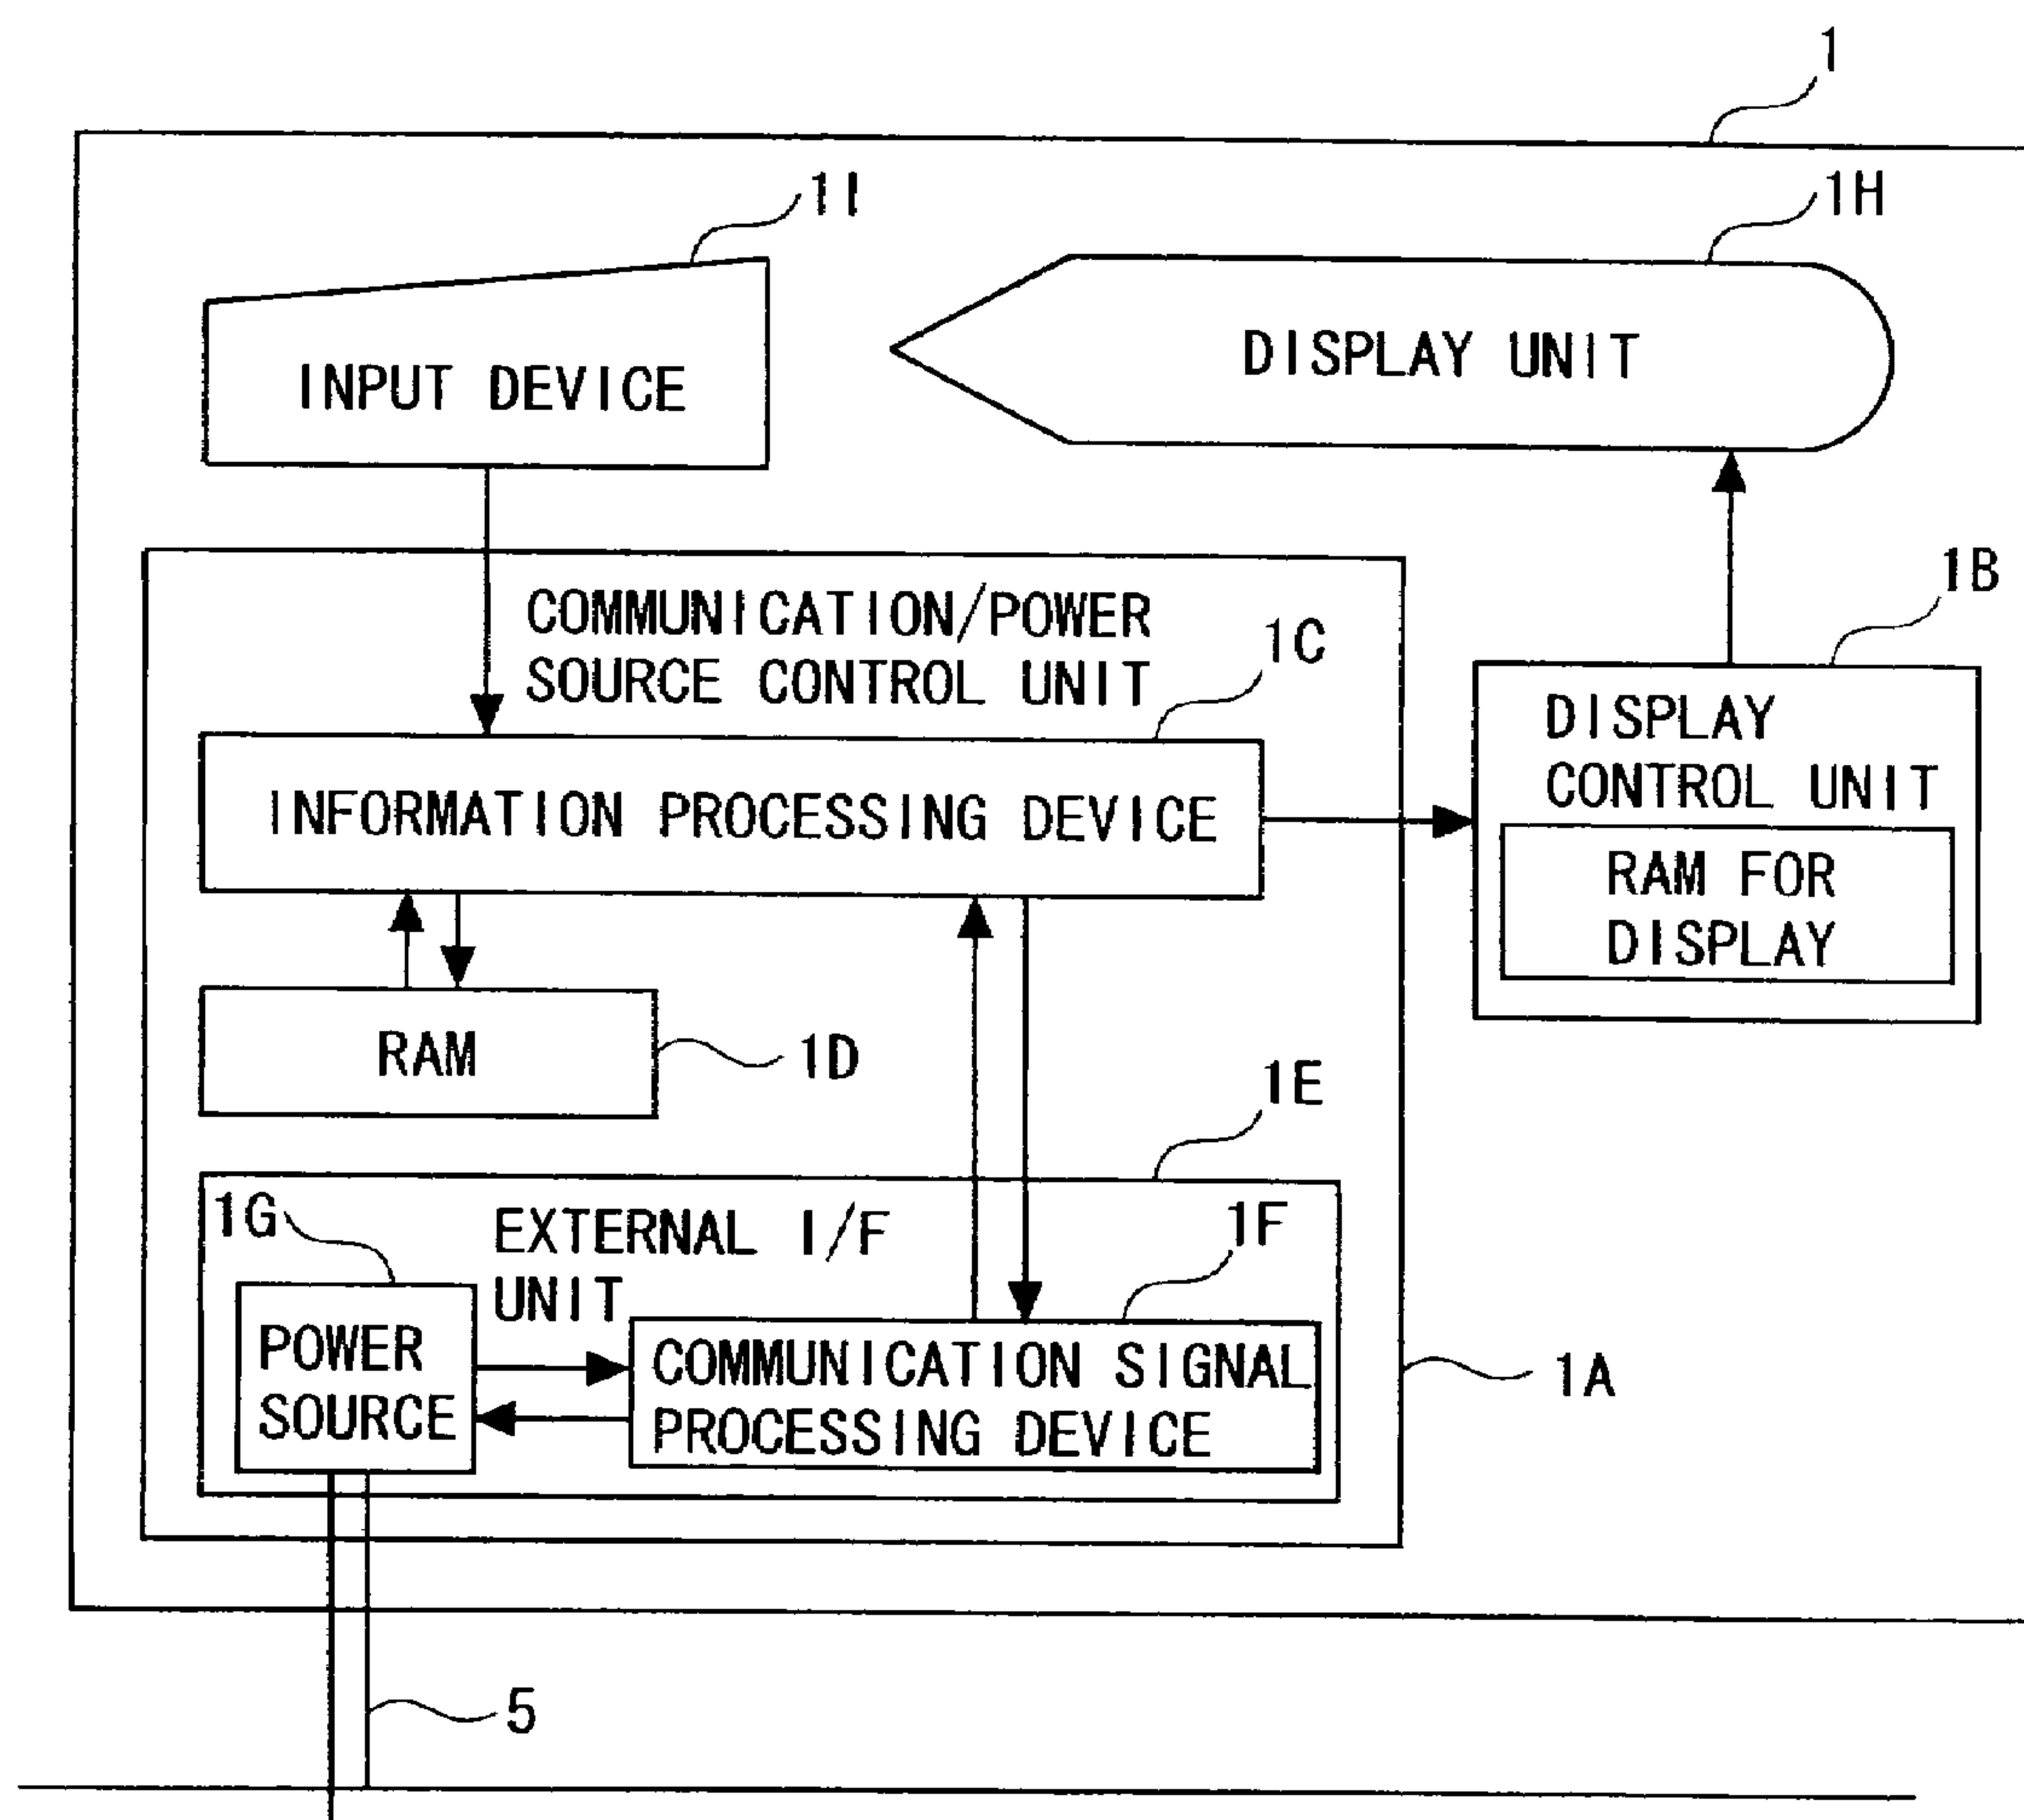 1
1I
1H
INPUT DEVICE
DISPLAY UNIT
1B
COMMUNICATION/POWER
SOURCE CONTROL UNIT
1C
DISPLAY
CONTROL UNIT
INFORMATION PROCESSING DEVICE
RAM FOR
DISPLAY
RAM
1D
1E
1G
EXTERNAL I/F
UNIT
1F
POWER
SOURCE
COMMUNICATION SIGNAL
PROCESSING DEVICE
1A
5